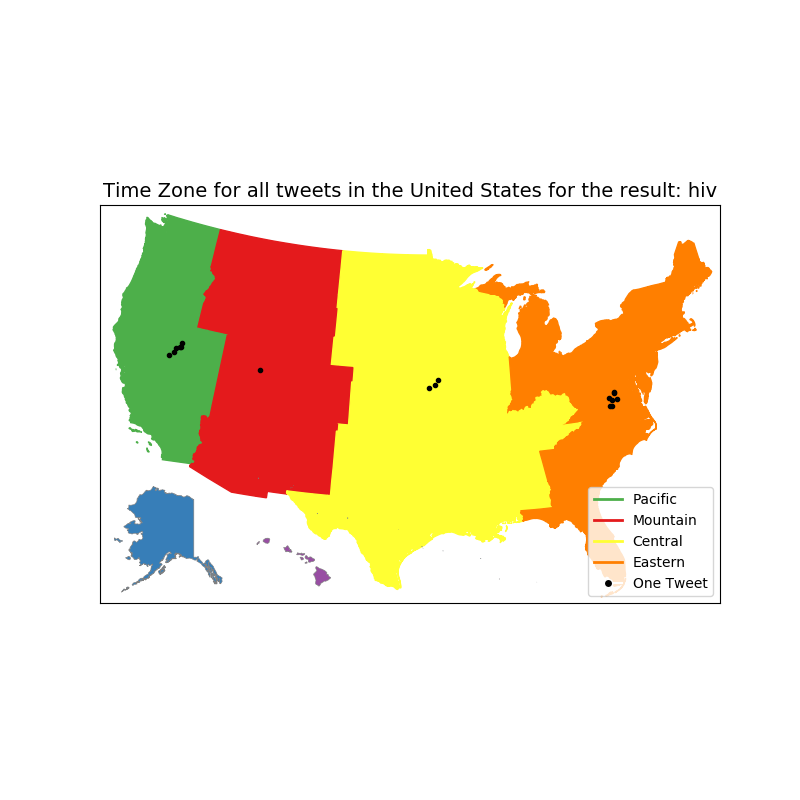 Time Zone for all tweets in the United States for the result: hiv
Pacific
Mountain
Central
Eastern
One Tweet